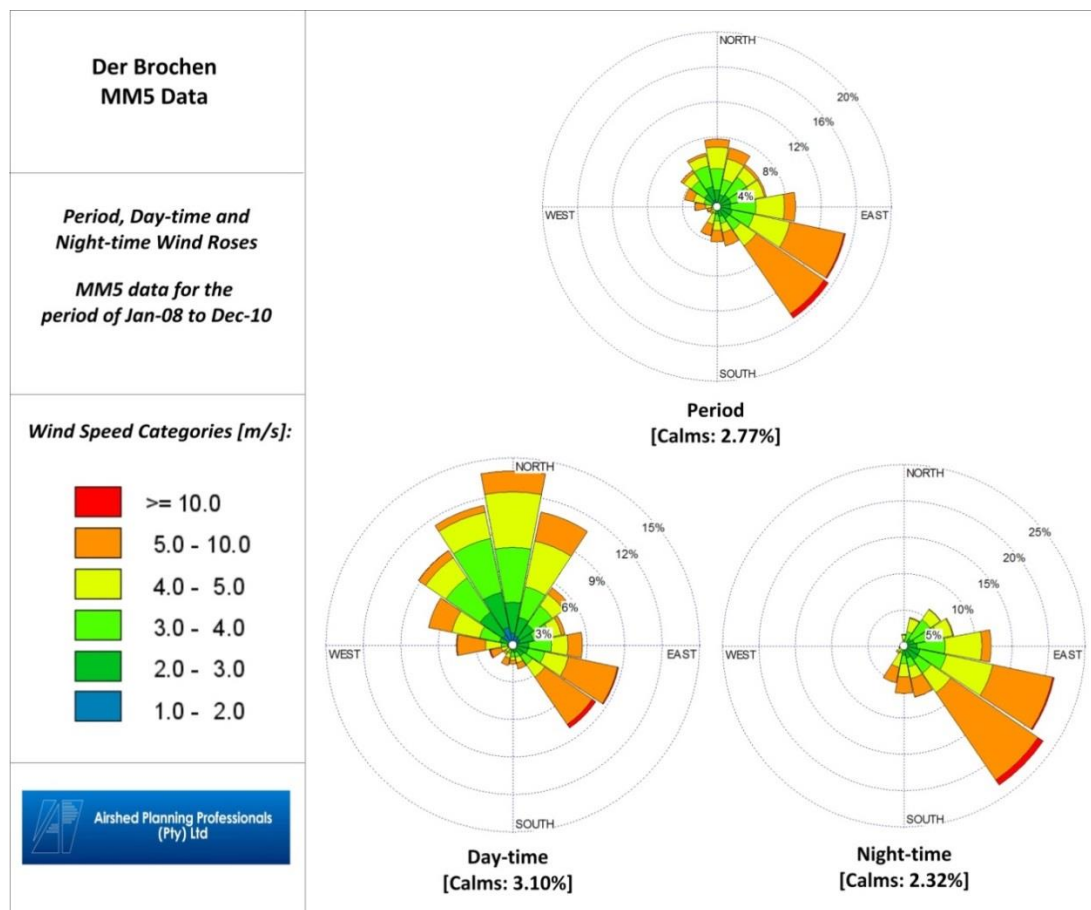 Der Brochen
MM5 Data
Period, Day-time and
Night-time Wind Roses
MM5 data for the
period of Jan-08 to Dec-10
Wind Speed Categories [m/s]:
>= 10.0
5.0 - 10.0
4.0 - 5.0
3.0 - 4.0
2.0 - 3.0
1.0 - 2.0
Airshed Planning Professionals
(Pty) Ltd
NORTH
20%
16%
12%
8%
4%
WEST
EAST
SOUTH
Period
[Calms: 2.77%]
NORTH
15%
12%
9%
6%
3%
WEST
EAST
SOUTH
Day-time
[Calms: 3.10%]
NORTH
25%
20%
15%
10%
5%
WEST
EAST
SOUTH
Night-time
[Calms: 2.32%]